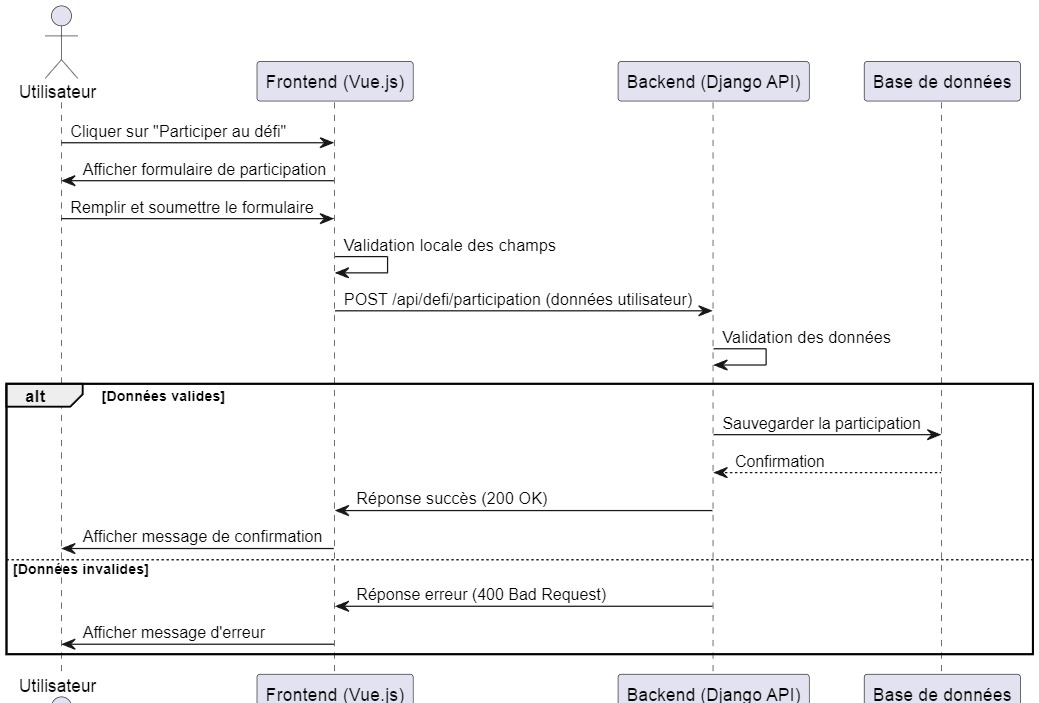 Utilisateur
Frontend (Vue.js)
Backend (Django API)
Base de données
Cliquer sur "Participer au défi"
Afficher formulaire de participation
Remplir et soumettre le formulaire
Validation locale des champs
POST /api/defi/participation (données utilisateur)
Validation des données
alt
[Données valides]
Sauvegarder la participation
Confirmation
Réponse succès (200 OK)
Afficher message de confirmation
[Données invalides]
Réponse erreur (400 Bad Request)
Afficher message d'erreur
Utilisateur
Frontend (Vue.js)
Backend (Django API)
Base de données